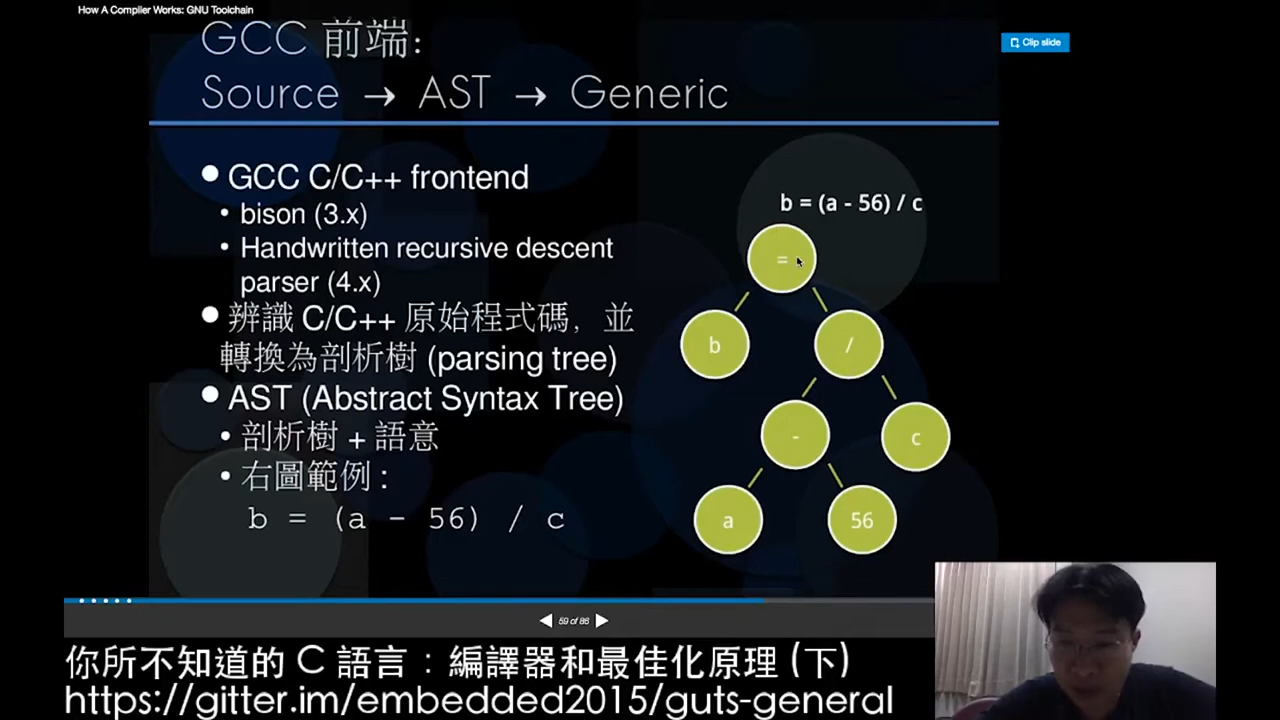 How A Compiler Works: GNU Toolchain
GCC 前端:
Source → AST → Generic
Clip slide
● GCC C/C++ frontend
• bison (3.x)
• Handwritten recursive descent
parser (4.x)
● 辨識 C/C++ 原始程式碼, 並
轉換為剖析樹 (parsing tree)
● AST (Abstract Syntax Tree)
• 剖析樹 + 語意
• 右圖範例 :
b = (a - 56) / c
b = (a - 56) / c
=
b
/
-
c
a
56
59 of 86
你所不知道的 C 語言：編譯器和最佳化原理 (下)
https://gitter.im/embedded2015/guts-general